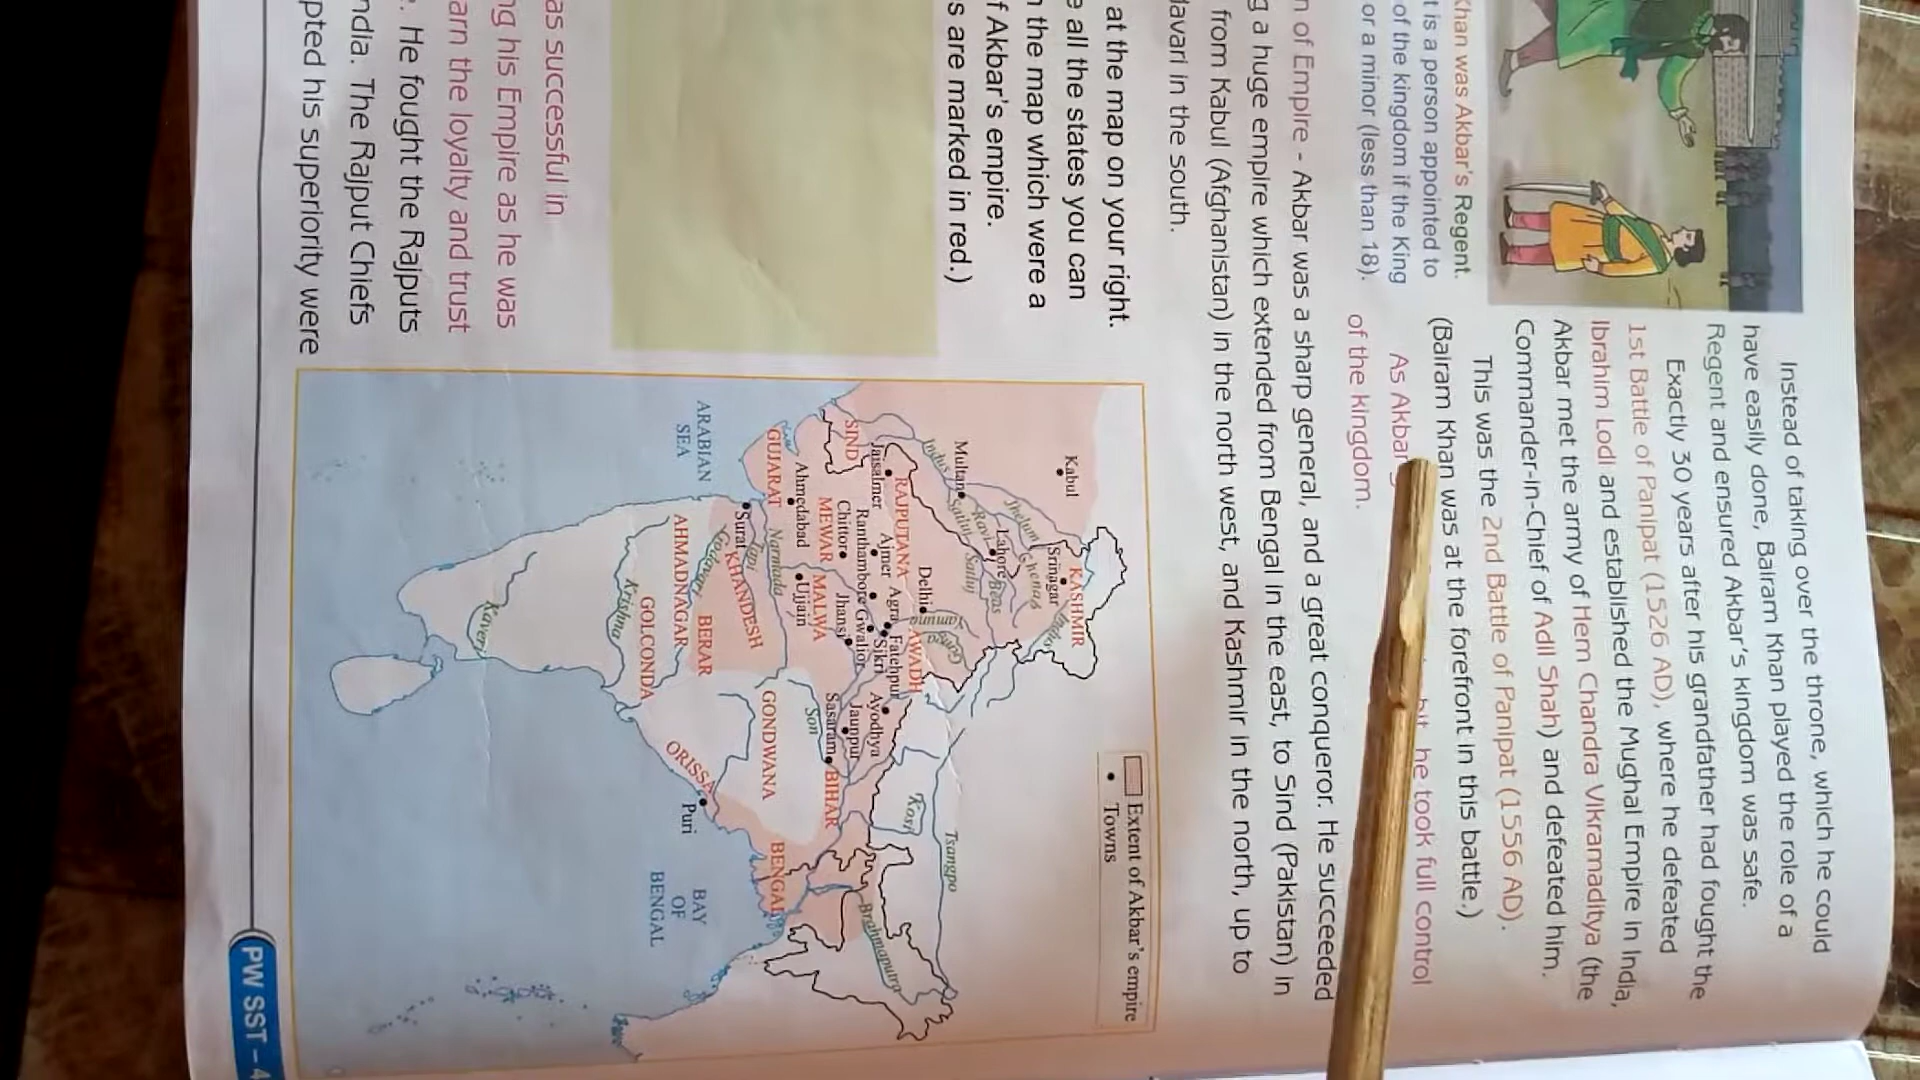 Instead of taking over the throne, which he could
have easily done, Bairam Khan played the role of a
Regent and ensured Akbar's kingdom was safe.
Exactly 30 years after his grandfather had fought the
1st Battle of Panipat (1526 AD), where he defeated
Ibrahim Lodi and established the Mughal Empire in India,
Akbar met the army of Hem Chandra Vikramaditya (the
Commander-in-Chief of Adil Shah) and defeated him.
This was the 2nd Battle of Panipat (1556 AD).
(Bairam Khan was at the forefront in this battle.)
As Akbar
bit, he took full control
of the kingdom.
Khan was Akbar's Regent.
t is a person appointed to
of the kingdom if the King
or a minor (less than 18).
n of Empire - Akbar was a sharp general, and a great conqueror. He succeeded
g a huge empire which extended from Bengal in the east, to Sind (Pakistan) in
from Kabul (Afghanistan) in the north west, and Kashmir in the north, up to
davari in the south.
at the map on your right.
e all the states you can
n the map which were a
f Akbar's empire.
s are marked in red.)
as successful in
ng his Empire as he was
arn the loyalty and trust
. He fought the Rajputs
ndia. The Rajput Chiefs
pted his superiority were
Extent of Akbar's empire
Towns
Kabul
KASHMIR
Srinagar
Indus
Jhelum
Chenab
Lahore
Ravi
Beas
Satluj
Satluj
Multan
Indus
Tsangpo
Delhi
Yamuna
Ganga
AWADH
Kosi
Brahmaputra
RAJPUTANA
Jaisalmer
Ajmer
Agra
Fatehpur
Sikri
Ayodhya
SIND
Ranthambore
Gwalior
Jaunpur
Chittor
Jhansi
Sasaram
BIHAR
MEWAR
MALWA
Son
Ahmedabad
Ujjain
GUJARAT
Narmada
GONDWANA
BENGAL
Surat
Tapi
KHANDESH
Godavari
BERAR
ORISSA
Puri
ARABIAN
SEA
AHMADNAGAR
GOLCONDA
BAY
OF
BENGAL
Krishna
Kaveri
PW SST - 4